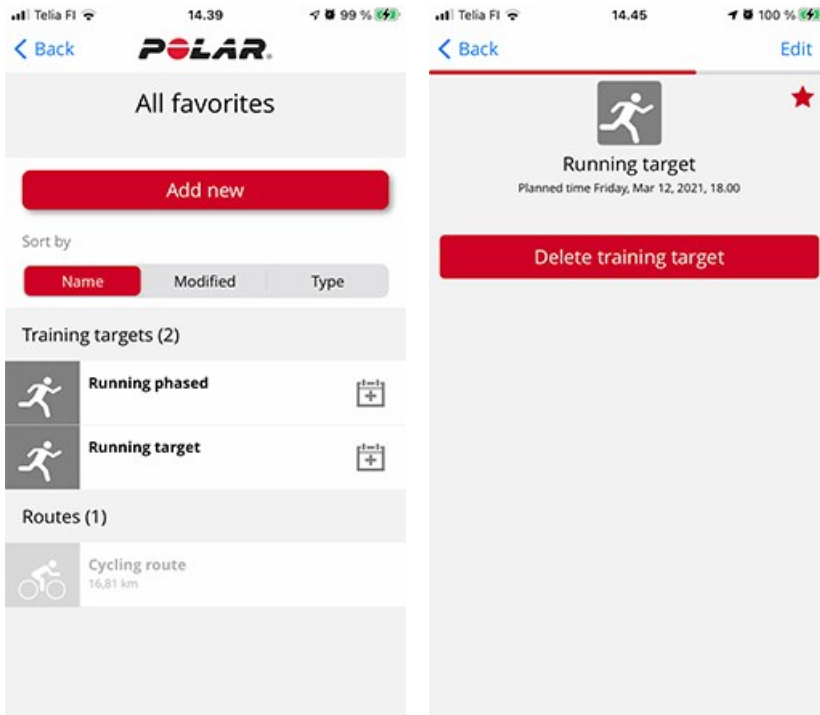 Telia FI 14.39 99 %
Back POLAR.
All favorites
Add new
Sort by
Name Modified Type
Training targets (2)
Running phased
Running target
Routes (1)
Cycling route
16,81 km
Telia FI 14.45 100 %
Back Edit
Running target
Planned time Friday, Mar 12, 2021, 18.00
Delete training target